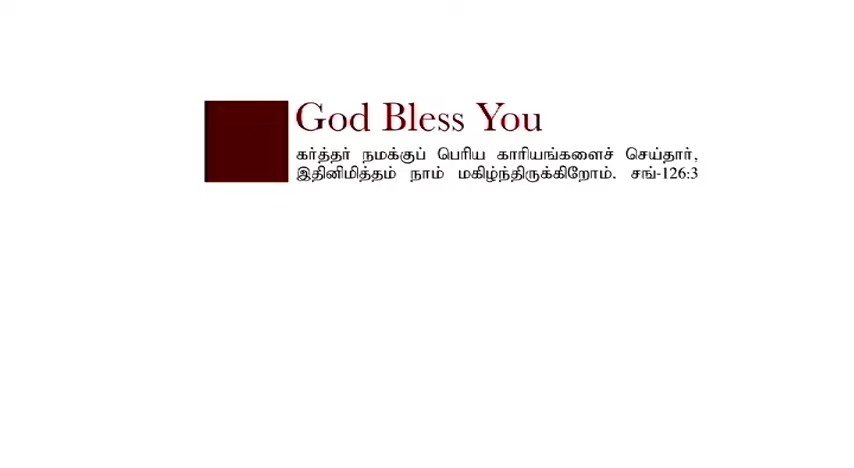 God Bless You
கர்த்தர் நமக்குப் பெரிய காரியங்களைச் செய்தார்,
இதினிமித்தம் நாம் மகிழ்ந்திருக்கிறோம். சங்-126:3